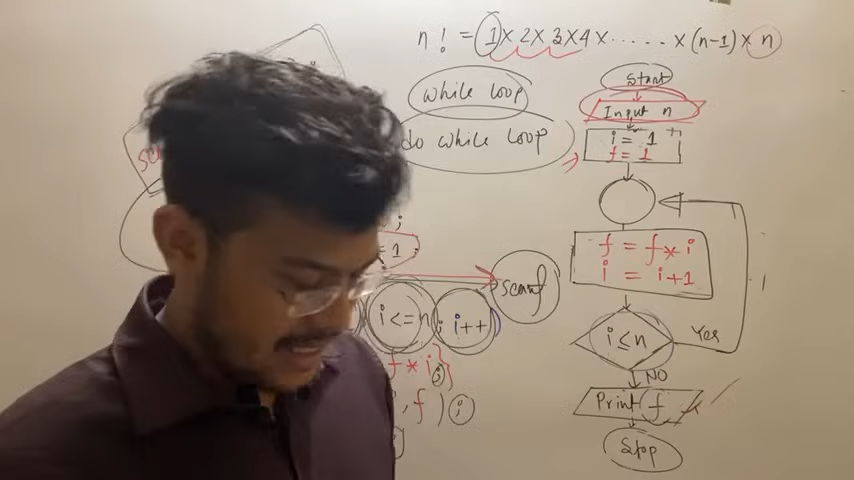 n! = 1 × 2 × 3 × 4 × ...... × (n-1) × n
while loop
do while loop
;
= 1
scanf
i<=n; i++)
f * i;}
, f) ;
Start
Input n
i = 1
f = 1
f = f * i
i = i+1
i ≤ n
Yes
NO
Print f
Stop